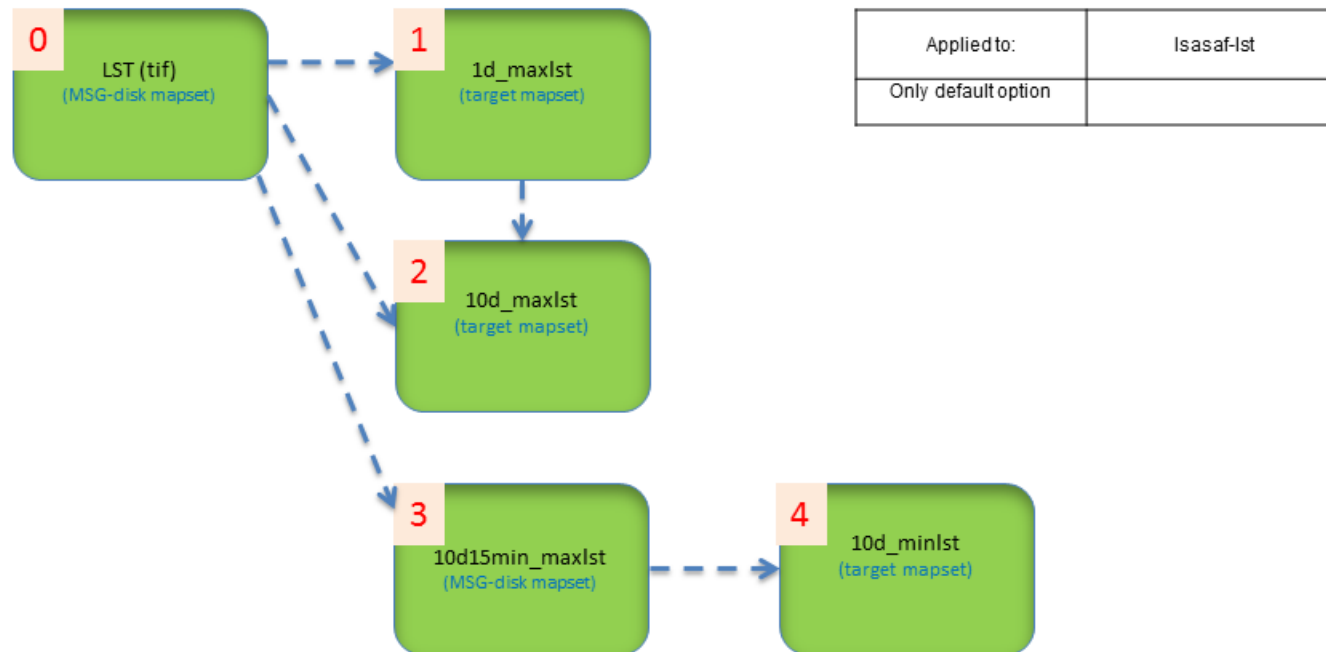 0
LST (tif)
(MSG-disk mapset)
1
1d_maxlst
(target mapset)
Applied to:
lsasaf-lst
Only default option
2
10d_maxlst
(target mapset)
3
10d15min_maxlst
(MSG-disk mapset)
4
10d_minlst
(target mapset)